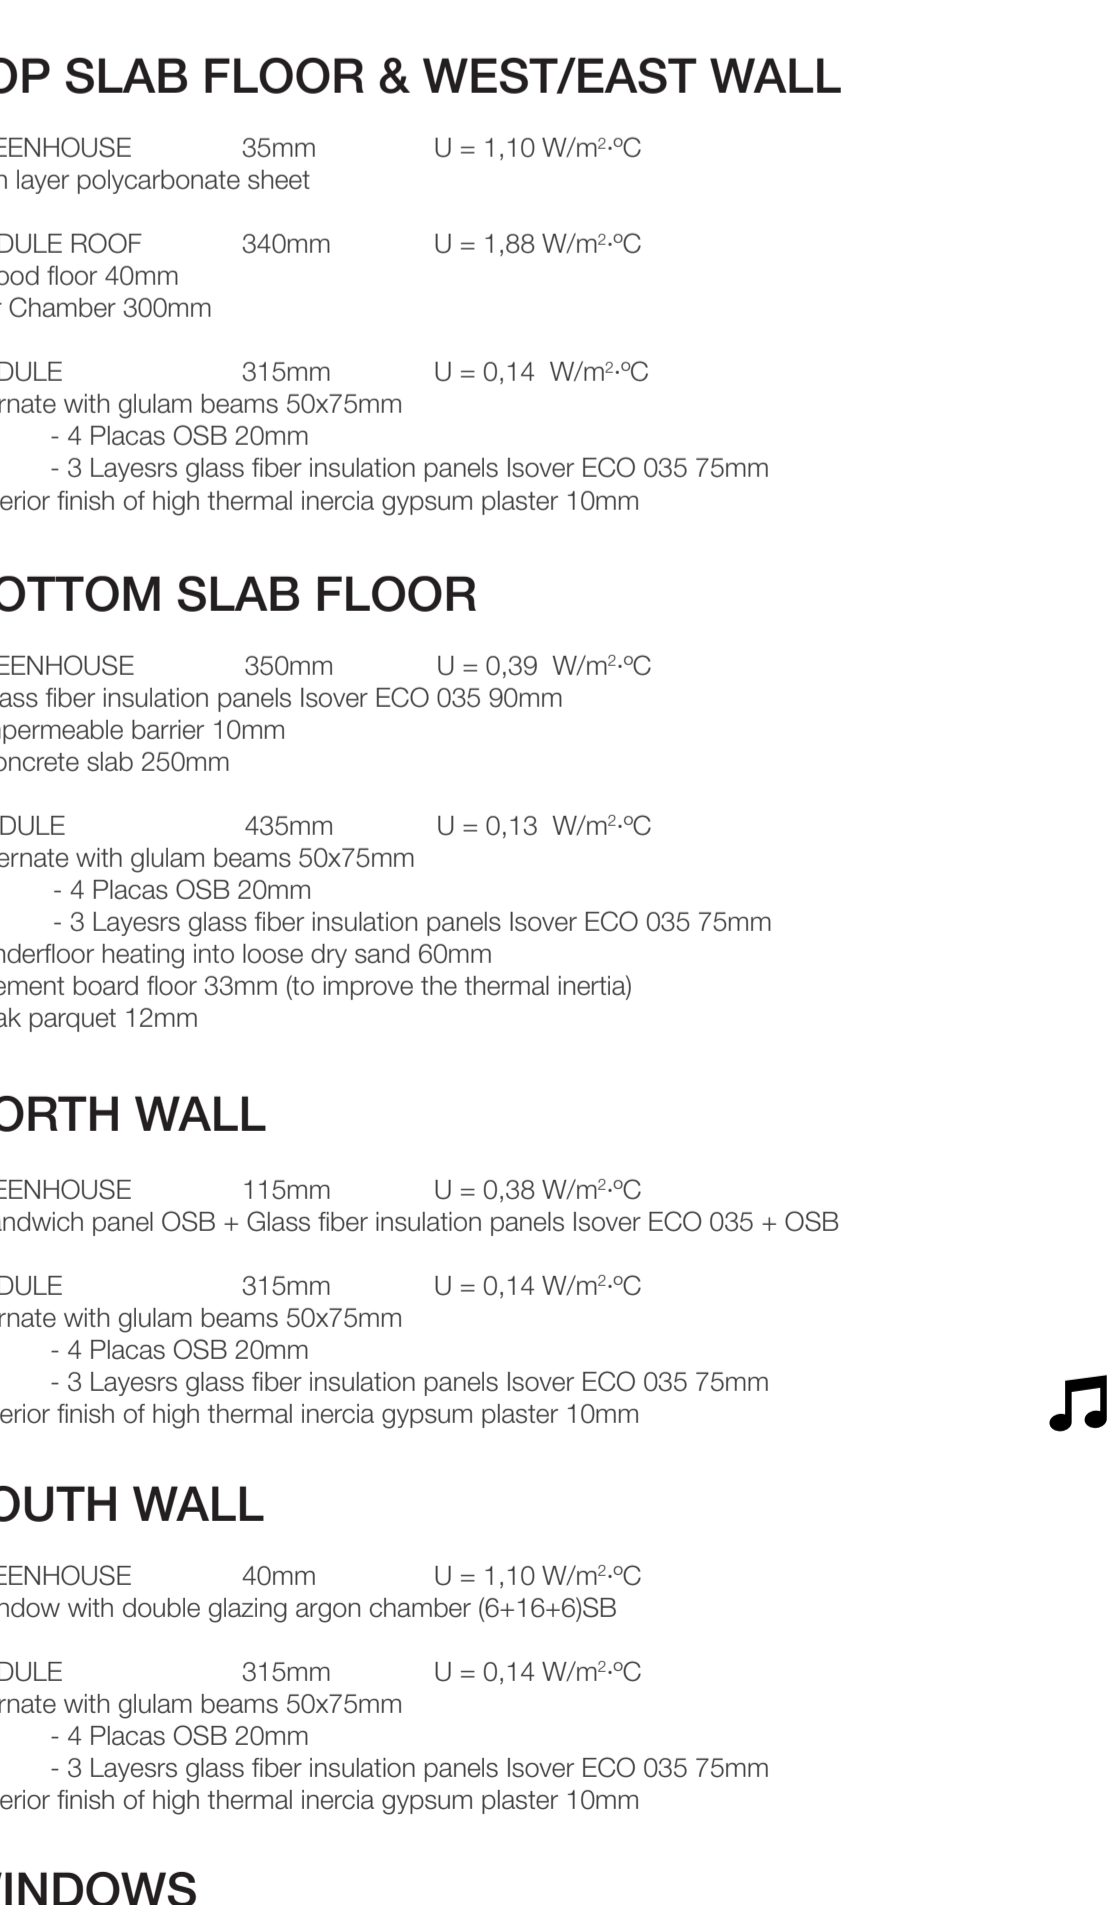 OP SLAB FLOOR & WEST/EAST WALL
EENHOUSE 35mm U = 1,10 W/m²·ºC
n layer polycarbonate sheet
DULE ROOF 340mm U = 1,88 W/m²·ºC
ood floor 40mm
r Chamber 300mm
DULE 315mm U = 0,14 W/m²·ºC
rnate with glulam beams 50x75mm
- 4 Placas OSB 20mm
- 3 Layesrs glass fiber insulation panels Isover ECO 035 75mm
erior finish of high thermal inercia gypsum plaster 10mm
OTTOM SLAB FLOOR
EENHOUSE 350mm U = 0,39 W/m²·ºC
ass fiber insulation panels Isover ECO 035 90mm
permeable barrier 10mm
oncrete slab 250mm
DULE 435mm U = 0,13 W/m²·ºC
ernate with glulam beams 50x75mm
- 4 Placas OSB 20mm
- 3 Layesrs glass fiber insulation panels Isover ECO 035 75mm
nderfloor heating into loose dry sand 60mm
ement board floor 33mm (to improve the thermal inertia)
ak parquet 12mm
ORTH WALL
EENHOUSE 115mm U = 0,38 W/m²·ºC
andwich panel OSB + Glass fiber insulation panels Isover ECO 035 + OSB
DULE 315mm U = 0,14 W/m²·ºC
rnate with glulam beams 50x75mm
- 4 Placas OSB 20mm
- 3 Layesrs glass fiber insulation panels Isover ECO 035 75mm
erior finish of high thermal inercia gypsum plaster 10mm
OUTH WALL
EENHOUSE 40mm U = 1,10 W/m²·ºC
ndow with double glazing argon chamber (6+16+6)SB
DULE 315mm U = 0,14 W/m²·ºC
rnate with glulam beams 50x75mm
- 4 Placas OSB 20mm
- 3 Layesrs glass fiber insulation panels Isover ECO 035 75mm
erior finish of high thermal inercia gypsum plaster 10mm
INDOWS